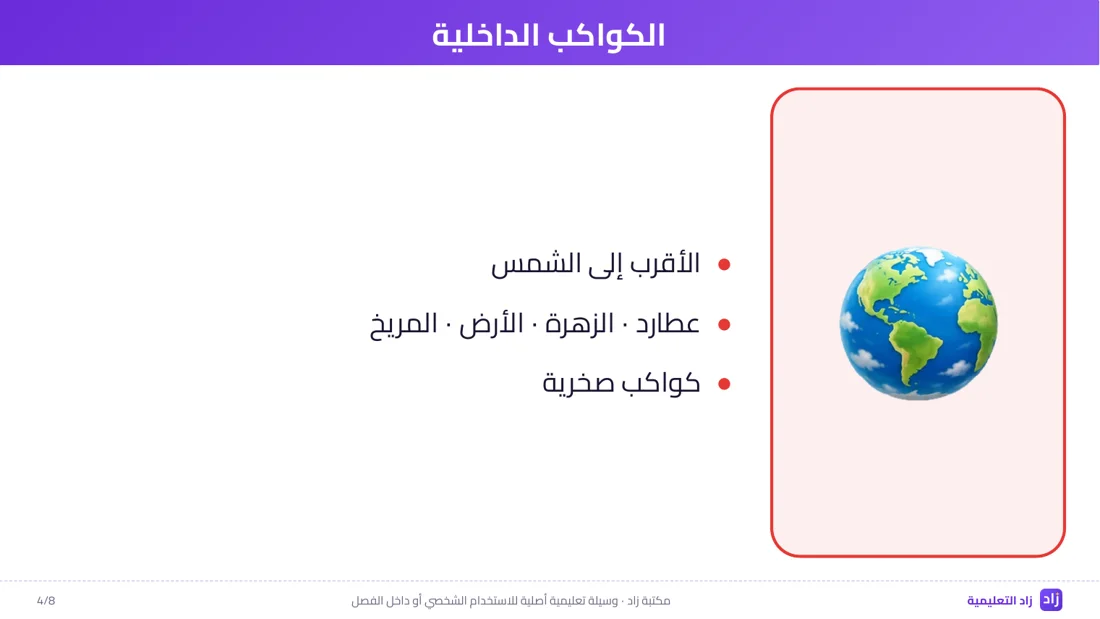 الكواكب الداخلية
الأقرب إلى الشمس
عطارد · الزهرة · الأرض · المريخ
كواكب صخرية
زاد زاد التعليمية
مكتبة زاد · وسيلة تعليمية أصلية للاستخدام الشخصي أو داخل الفصل
4/8